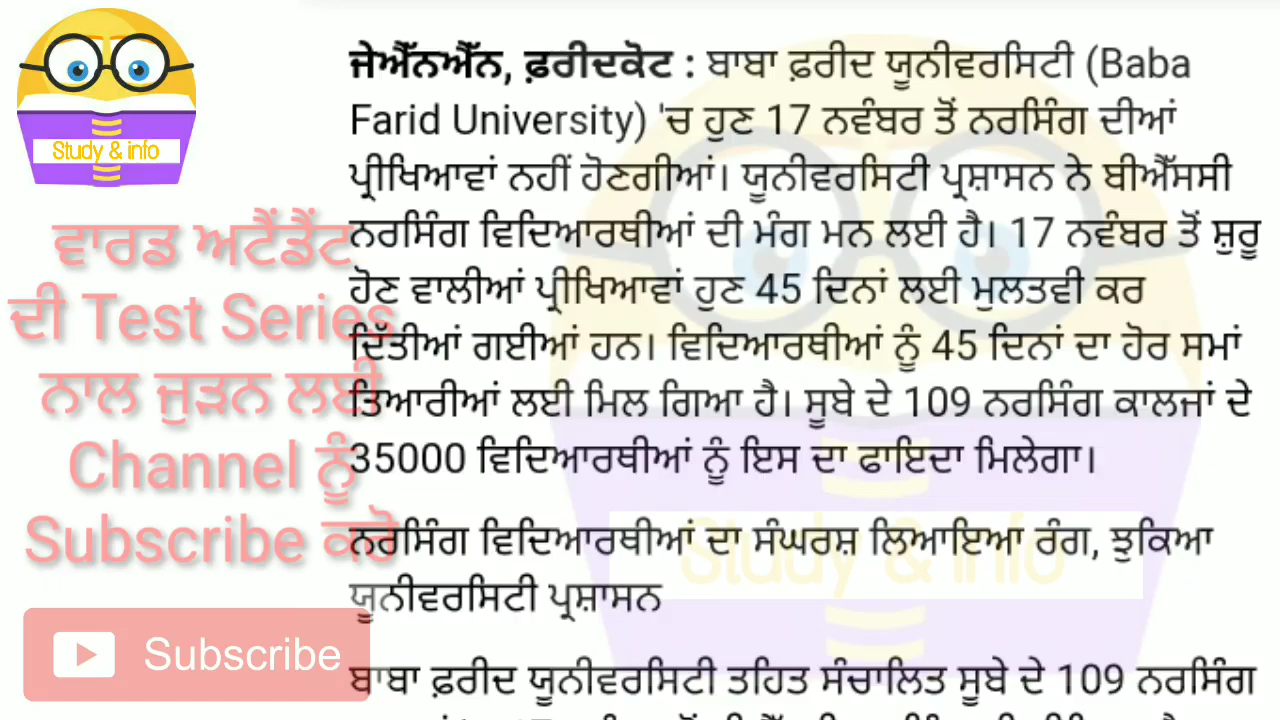 Study & info
ਵਾਰਡ ਅਟੈਂਡੈਂਟ
ਦੀ Test Series
ਨਾਲ ਜੁੜਨ ਲਈ
Channel ਨੂੰ
Subscribe ਕਰੋ
Subscribe
ਜੇਐੱਨਐੱਨ, ਫ਼ਰੀਦਕੋਟ : ਬਾਬਾ ਫ਼ਰੀਦ ਯੂਨੀਵਰਸਿਟੀ (Baba
Farid University) 'ਚ ਹੁਣ 17 ਨਵੰਬਰ ਤੋਂ ਨਰਸਿੰਗ ਦੀਆਂ
ਪ੍ਰੀਖਿਆਵਾਂ ਨਹੀਂ ਹੋਣਗੀਆਂ। ਯੂਨੀਵਰਸਿਟੀ ਪ੍ਰਸ਼ਾਸਨ ਨੇ ਬੀਐੱਸਸੀ
ਨਰਸਿੰਗ ਵਿਦਿਆਰਥੀਆਂ ਦੀ ਮੰਗ ਮਨ ਲਈ ਹੈ। 17 ਨਵੰਬਰ ਤੋਂ ਸ਼ੁਰੂ
ਹੋਣ ਵਾਲੀਆਂ ਪ੍ਰੀਖਿਆਵਾਂ ਹੁਣ 45 ਦਿਨਾਂ ਲਈ ਮੁਲਤਵੀ ਕਰ
ਦਿੱਤੀਆਂ ਗਈਆਂ ਹਨ। ਵਿਦਿਆਰਥੀਆਂ ਨੂੰ 45 ਦਿਨਾਂ ਦਾ ਹੋਰ ਸਮਾਂ
ਤਿਆਰੀਆਂ ਲਈ ਮਿਲ ਗਿਆ ਹੈ। ਸੂਬੇ ਦੇ 109 ਨਰਸਿੰਗ ਕਾਲਜਾਂ ਦੇ
35000 ਵਿਦਿਆਰਥੀਆਂ ਨੂੰ ਇਸ ਦਾ ਫਾਇਦਾ ਮਿਲੇਗਾ।
ਨਰਸਿੰਗ ਵਿਦਿਆਰਥੀਆਂ ਦਾ ਸੰਘਰਸ਼ ਲਿਆਇਆ ਰੰਗ, ਝੁਕਿਆ
Study & info
ਯੂਨੀਵਰਸਿਟੀ ਪ੍ਰਸ਼ਾਸਨ
ਬਾਬਾ ਫ਼ਰੀਦ ਯੂਨੀਵਰਸਿਟੀ ਤਹਿਤ ਸੰਚਾਲਿਤ ਸੂਬੇ ਦੇ 109 ਨਰਸਿੰਗ